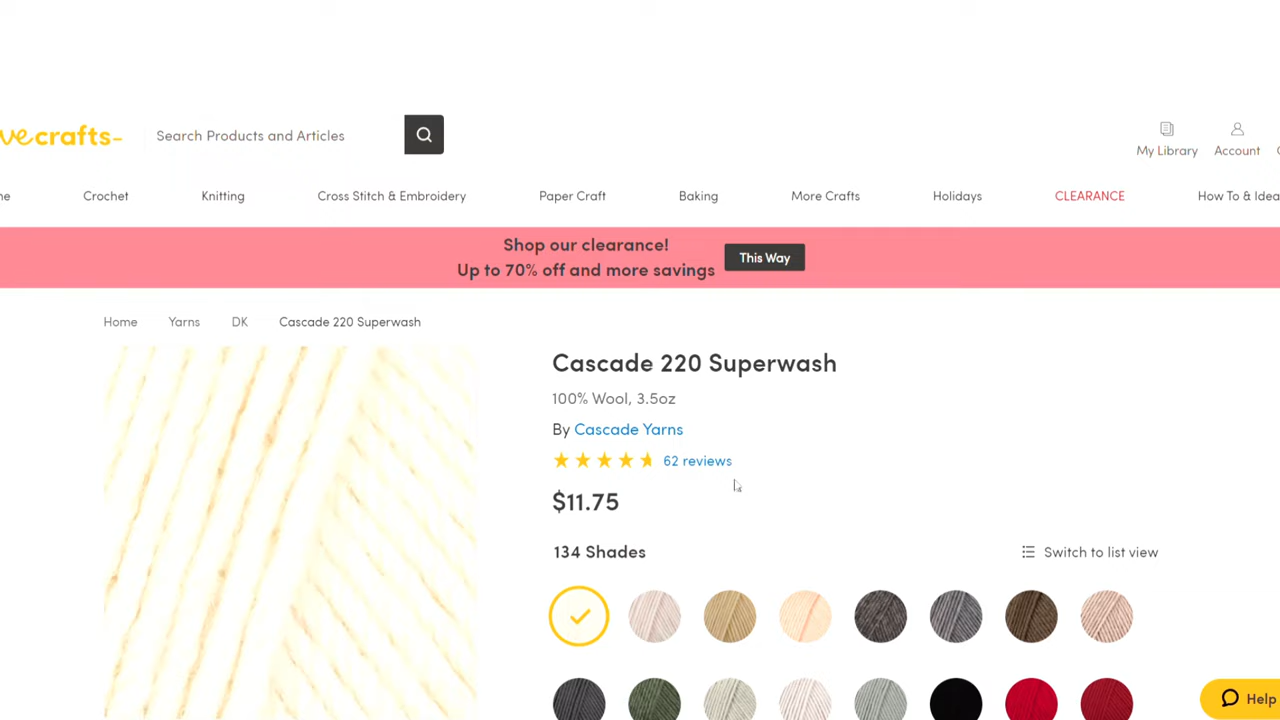 vecrafts
Search Products and Articles
My Library
Account
Crochet
Knitting
Cross Stitch & Embroidery
Paper Craft
Baking
More Crafts
Holidays
CLEARANCE
How To & Idea
Shop our clearance!
Up to 70% off and more savings
This Way
Home
Yarns
DK
Cascade 220 Superwash
Cascade 220 Superwash
100% Wool, 3.5oz
By Cascade Yarns
62 reviews
$11.75
134 Shades
Switch to list view
Help